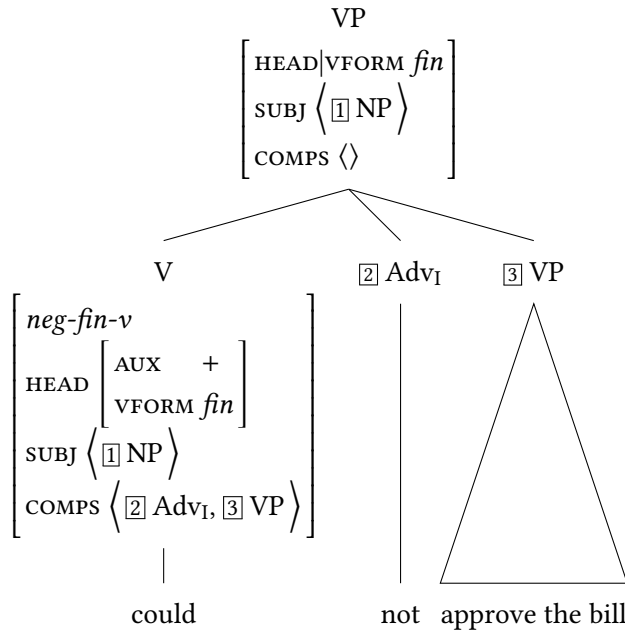 VP
HEAD|VFORM fin
SUBJ ⟨ 1 NP ⟩
COMPS ⟨⟩
V 2 AdvI 3 VP
neg-fin-v
HEAD AUX +
VFORM fin
SUBJ ⟨ 1 NP ⟩
COMPS ⟨ 2 AdvI, 3 VP ⟩
could not approve the bill